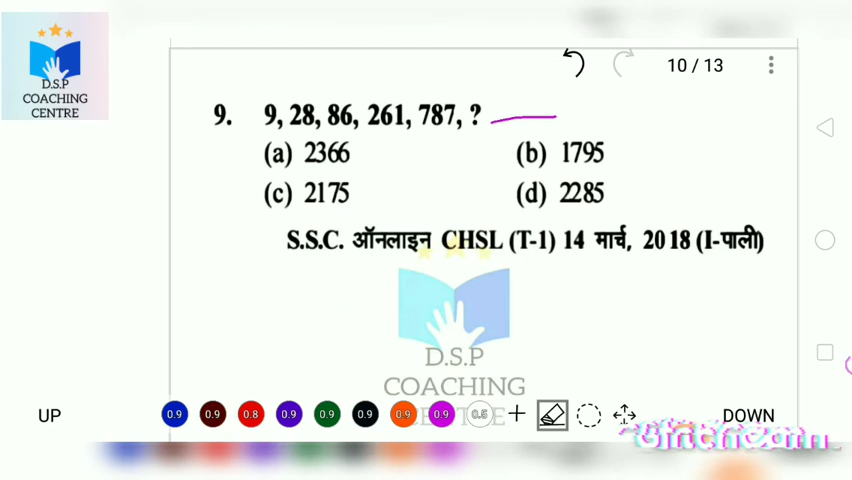 D.S.P
COACHING
CENTRE
10 / 13
9. 9, 28, 86, 261, 787, ?
(a) 2366 (b) 1795
(c) 2175 (d) 2285
S.S.C. ऑनलाइन CHSL (T-1) 14 मार्च, 2018 (I-पाली)
D.S.P
COACHING
UP 0.9 0.9 0.8 0.9 0.9 0.9 0.9 0.9 0.5 DOWN